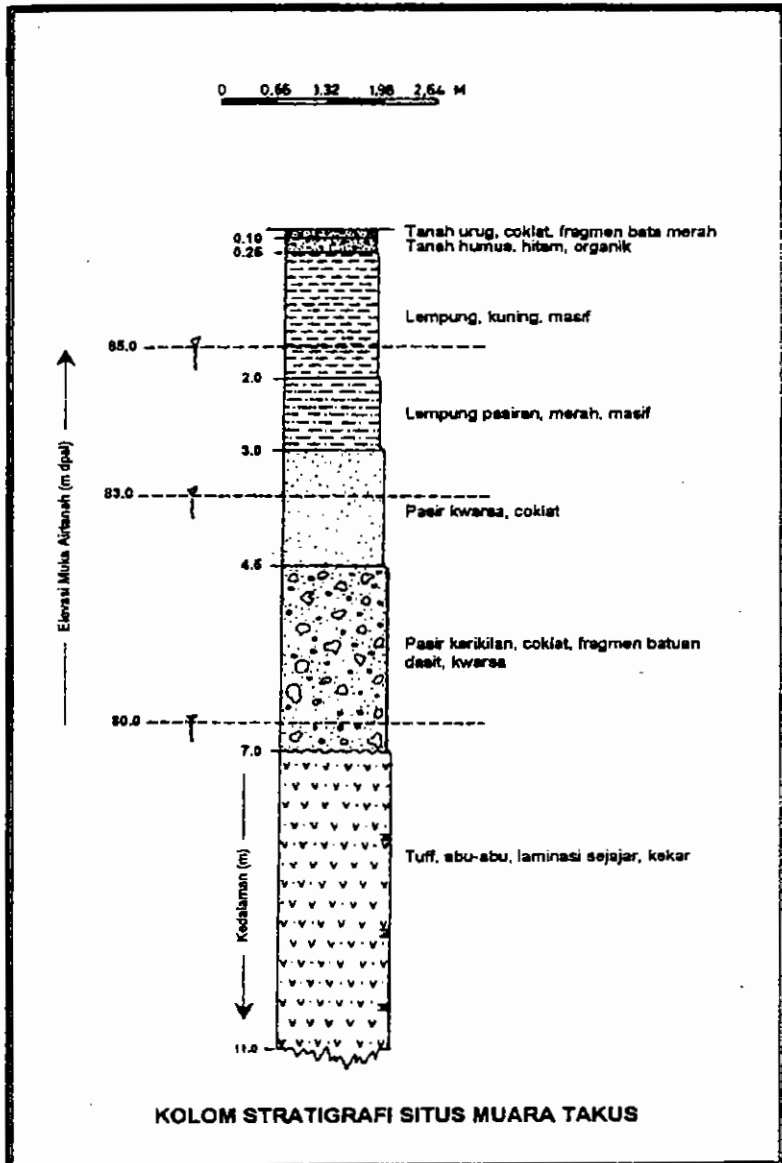 0 0,66 1.32 1,98 2,64 M
Tanah urug, coklat, fragmen bata merah
0.10
Tanah humus, hitam, organik
0.25
Lempung, kuning, masif
85.0
2.0
Lempung pasiran, merah, masif
3.0
83.0
Pasir kwarsa, coklat
4.5
Elevasi Muka Airtanah (m dpal)
Pasir kerikilan, coklat, fragmen batuan
dasit, kwarsa
80.0
7.0
Tuff, abu-abu, laminasi sejajar, kekar
Kedalaman (m)
11.0
KOLOM STRATIGRAFI SITUS MUARA TAKUS